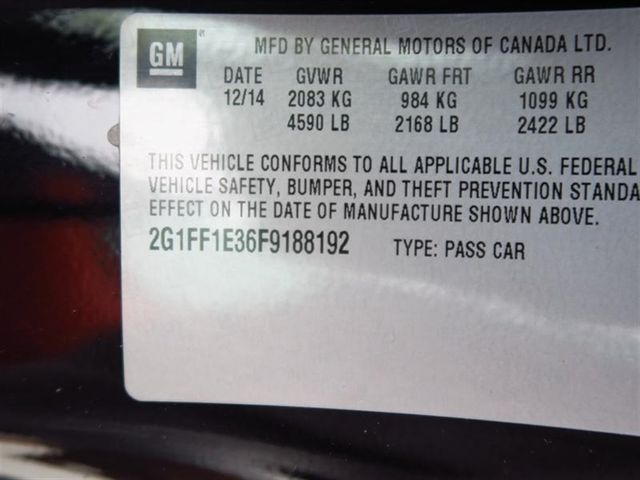 GM
MFD BY GENERAL MOTORS OF CANADA LTD.
DATE GVWR GAWR FRT GAWR RR
12/14 2083 KG 984 KG 1099 KG
4590 LB 2168 LB 2422 LB
THIS VEHICLE CONFORMS TO ALL APPLICABLE U.S. FEDERAL
VEHICLE SAFETY, BUMPER, AND THEFT PREVENTION STANDA
EFFECT ON THE DATE OF MANUFACTURE SHOWN ABOVE.
2G1FF1E36F9188192 TYPE: PASS CAR